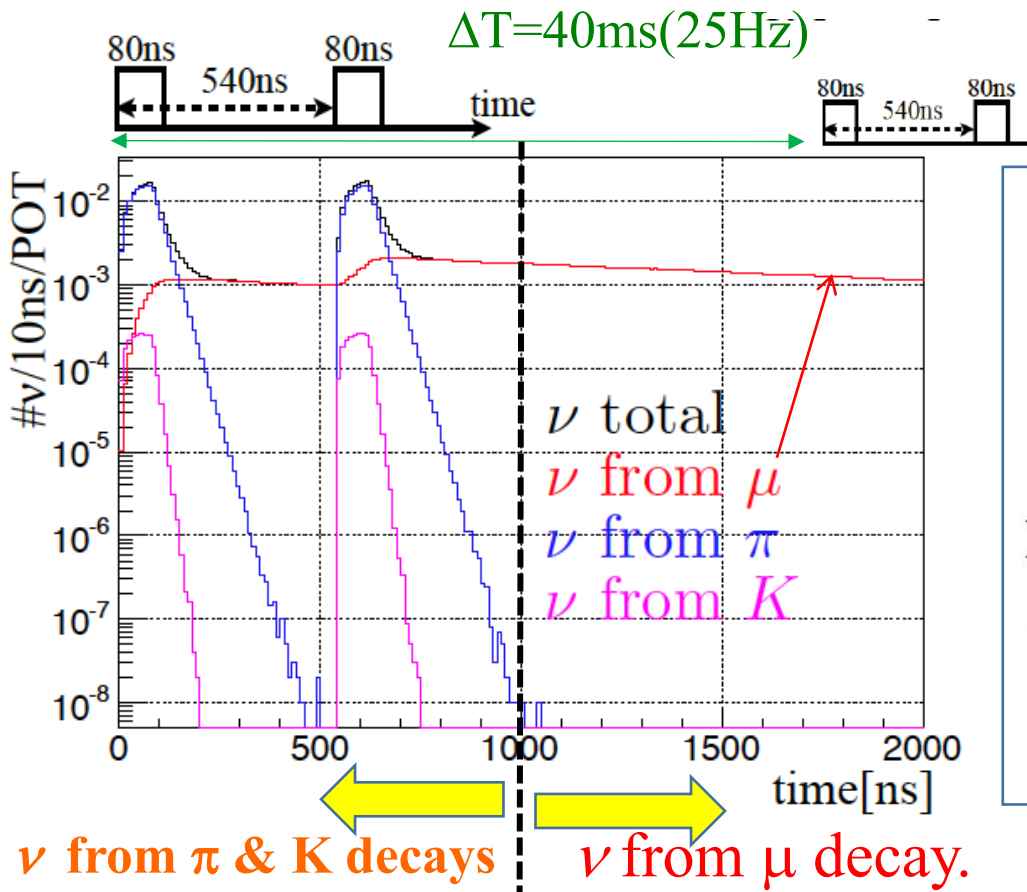 ΔT=40ms(25Hz)
80ns
80ns
540ns
time
80ns
80ns
540ns
#ν/10ns/POT
10⁻²
10⁻³
10⁻⁴
10⁻⁵
10⁻⁶
10⁻⁷
10⁻⁸
ν total
ν from μ
ν from π
ν from K
0
500
1000
1500
2000
time[ns]
ν from π & K decays
ν from μ decay.